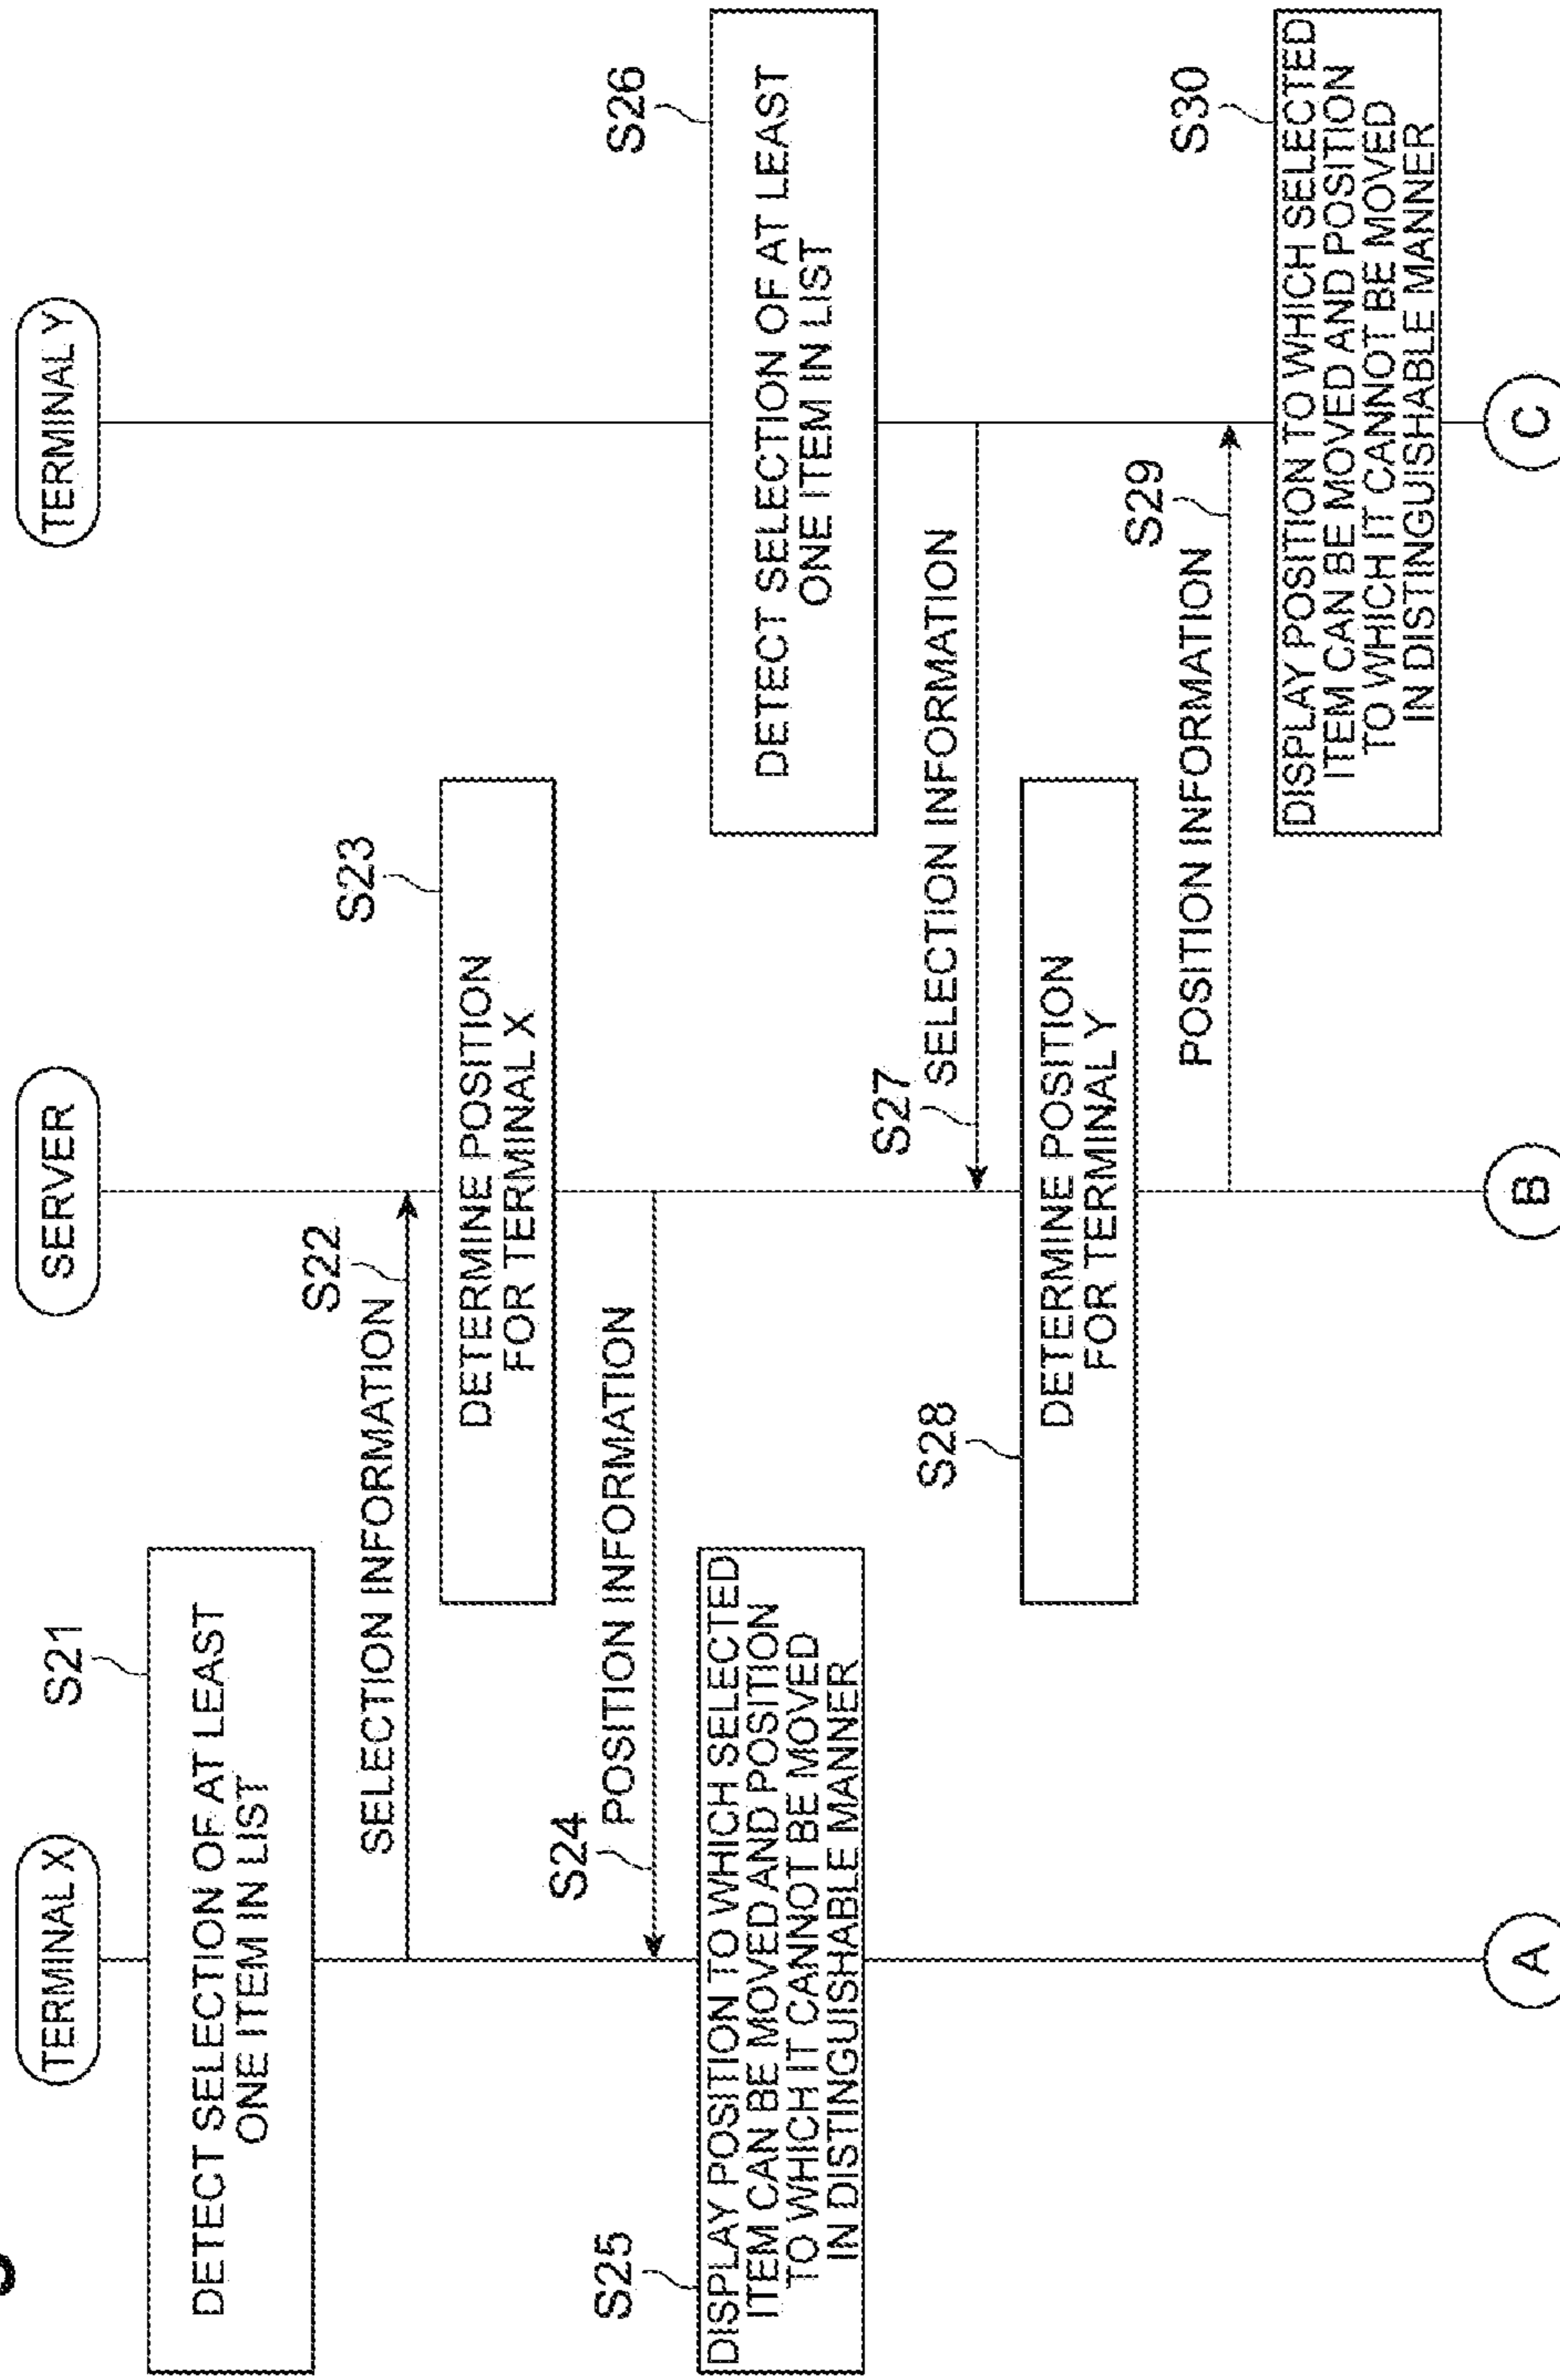 TERMINAL X
SERVER
TERMINAL Y
S21
DETECT SELECTION OF AT LEAST
ONE ITEM IN LIST
S22
SELECTION INFORMATION
S23
DETERMINE POSITION
FOR TERMINAL X
S24
POSITION INFORMATION
S25
DISPLAY POSITION TO WHICH SELECTED
ITEM CAN BE MOVED AND POSITION
TO WHICH IT CANNOT BE MOVED
IN DISTINGUISHABLE MANNER
S26
DETECT SELECTION OF AT LEAST
ONE ITEM IN LIST
S27
SELECTION INFORMATION
S28
DETERMINE POSITION
FOR TERMINAL Y
S29
POSITION INFORMATION
S30
DISPLAY POSITION TO WHICH SELECTED
ITEM CAN BE MOVED AND POSITION
TO WHICH IT CANNOT BE MOVED
IN DISTINGUISHABLE MANNER
A
B
C